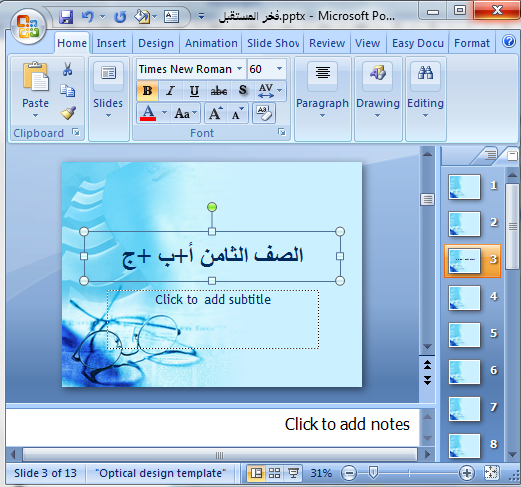 فخر المستقبل.pptx - Microsoft Po...
Home Insert Design Animation Slide Shov Review View Easy Docu Format
Times New Roman 60
Paste Slides B I U abc S AV Paragraph Drawing Editing
A Aa A A
Clipboard Font
الصف الثامن أ+ب +ج
Click to add subtitle
1
2
3
4
5
6
7
8
Click to add notes
Slide 3 of 13 "Optical design template" 31%